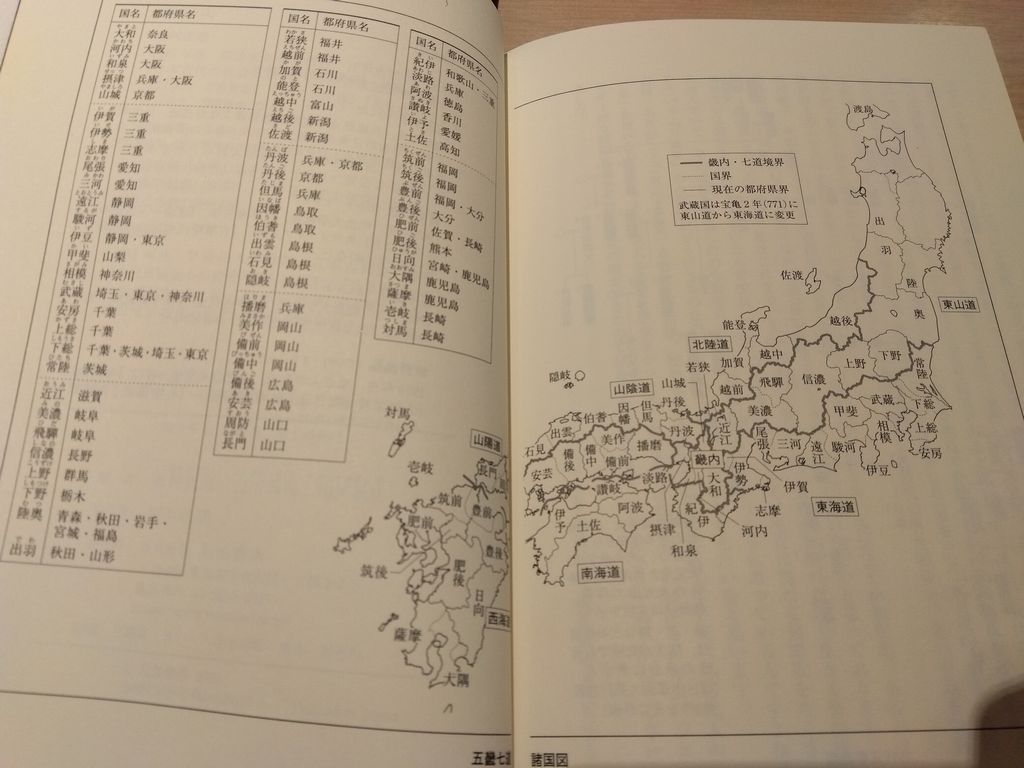 国名 都府県名
大和 奈良
河内 大阪
和泉 大阪
摂津 兵庫・大阪
山城 京都
伊賀 三重
伊勢 三重
志摩 三重
尾張 愛知
三河 愛知
遠江 静岡
駿河 静岡
伊豆 静岡・東京
甲斐 山梨
相模 神奈川
武蔵 埼玉・東京・神奈川
安房 千葉
上総 千葉
下総 千葉・茨城・埼玉・東京
常陸 茨城
近江 滋賀
美濃 岐阜
飛驒 岐阜
信濃 長野
上野 群馬
下野 栃木
陸奥 青森・秋田・岩手・
宮城・福島
出羽 秋田・山形
国名 都府県名
若狭 福井
越前 福井
加賀 石川
能登 石川
越中 富山
越後 新潟
佐渡 新潟
丹波 兵庫・京都
丹後 京都
但馬 兵庫
因幡 鳥取
伯耆 鳥取
出雲 島根
石見 島根
隠岐 島根
播磨 兵庫
美作 岡山
備前 岡山
備中 岡山
備後 広島
安芸 広島
周防 山口
長門 山口
国名 都府県名
紀伊 和歌山・三重
淡路 兵庫
阿波 徳島
讃岐 香川
伊予 愛媛
土佐 高知
筑前 福岡
筑後 福岡
豊前 福岡・大分
豊後 大分
肥前 佐賀・長崎
肥後 熊本
日向 宮崎・鹿児島
大隅 鹿児島
薩摩 鹿児島
壱岐 長崎
対馬 長崎
対馬
壱岐
山陽道
長門
筑前
豊前
肥前
豊後
筑後
肥後
日向
西海
薩摩
大隅
五畿七道
畿内・七道境界
国界
現在の都府県界
武蔵国は宝亀2年(771)に
東山道から東海道に変更
渡島
出羽
陸奥
佐渡
東山道
越後
能登
北陸道
加賀
越中
上野
下野
常陸
若狭
隠岐
山陰道
山城
越前
飛驒
信濃
武蔵
下総
因幡
但馬
丹後
美濃
甲斐
相模
上総
出雲
伯耆
丹波
近江
尾張
三河
遠江
駿河
安房
石見
美作
播磨
畿内
伊豆
安芸
備後
備中
備前
淡路
大和
伊勢
伊賀
讃岐
志摩
東海道
伊予
土佐
阿波
摂津
紀伊
河内
和泉
南海道
諸国図